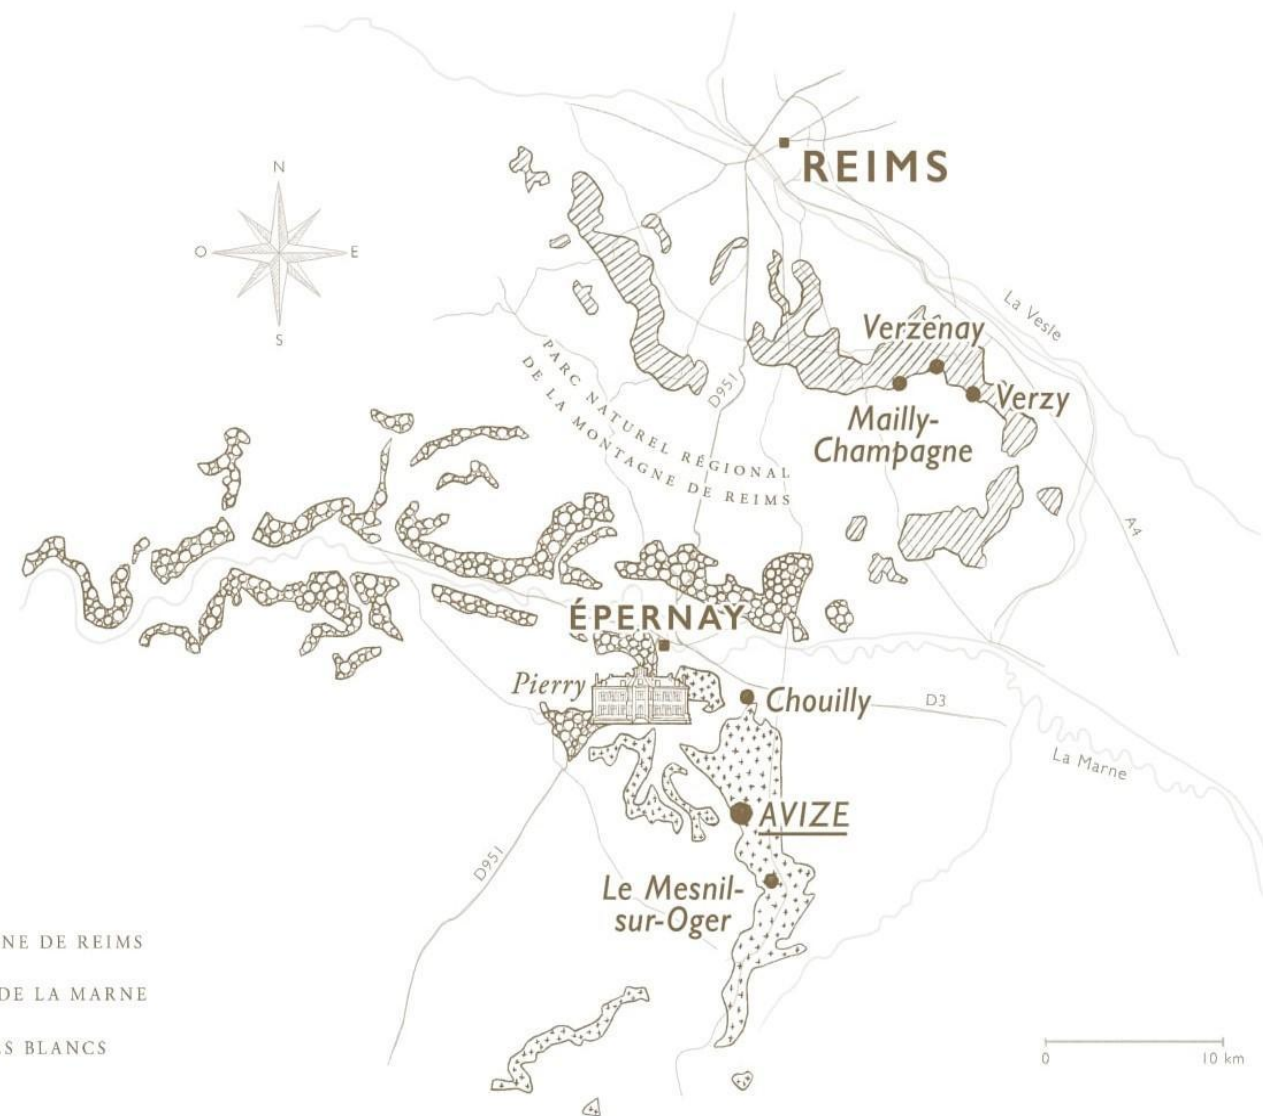 REIMS
N
O
E
S
La Vesle
Verzenay
Verzy
Mailly-
Champagne
D951
PARC NATUREL RÉGIONAL
DE LA MONTAGNE DE REIMS
A4
ÉPERNAY
Pierry
Chouilly
D3
La Marne
AVIZE
D951
Le Mesnil-
sur-Oger
NE DE REIMS
DE LA MARNE
S BLANCS
0
10 km